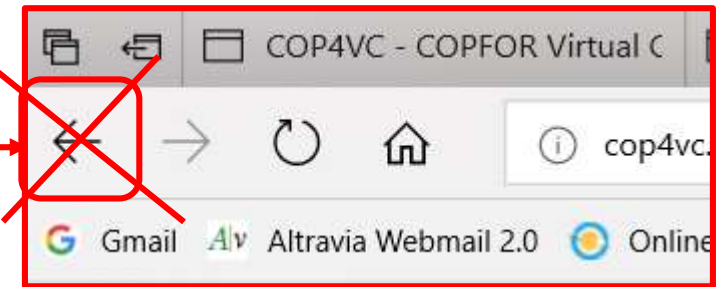 COP4VC - COPFOR Virtual C
cop4vc.
G Gmail A|v Altravia Webmail 2.0 Online